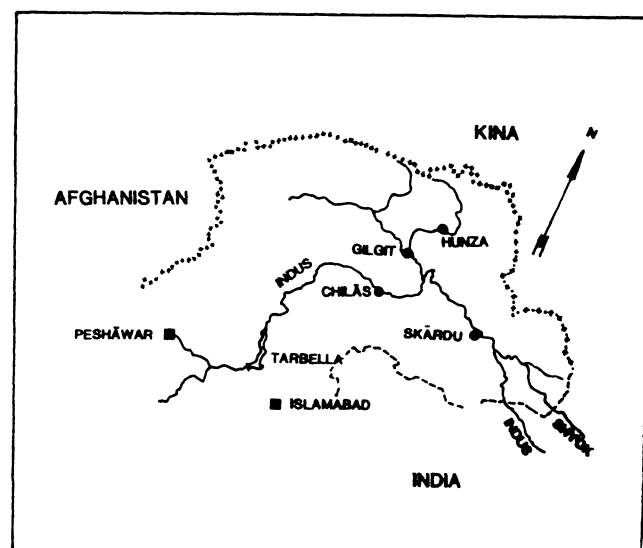 KINA
N
AFGHANISTAN
HUNZA
GILGIT
INDUS
CHILĀS
PESHĀWAR
SKĀRDU
TARBELLA
ISLAMABAD
INDUS
SHYOK
INDIA